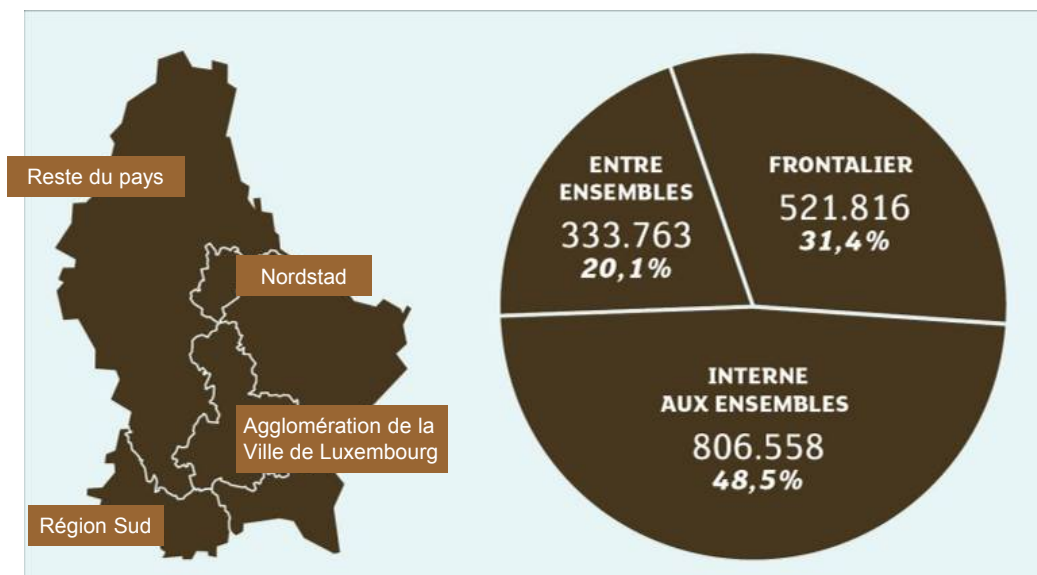 Reste du pays
Nordstad
Agglomération de la
Ville de Luxembourg
Région Sud
ENTRE
ENSEMBLES
333.763
20,1%
FRONTALIER
521.816
31,4%
INTERNE
AUX ENSEMBLES
806.558
48,5%